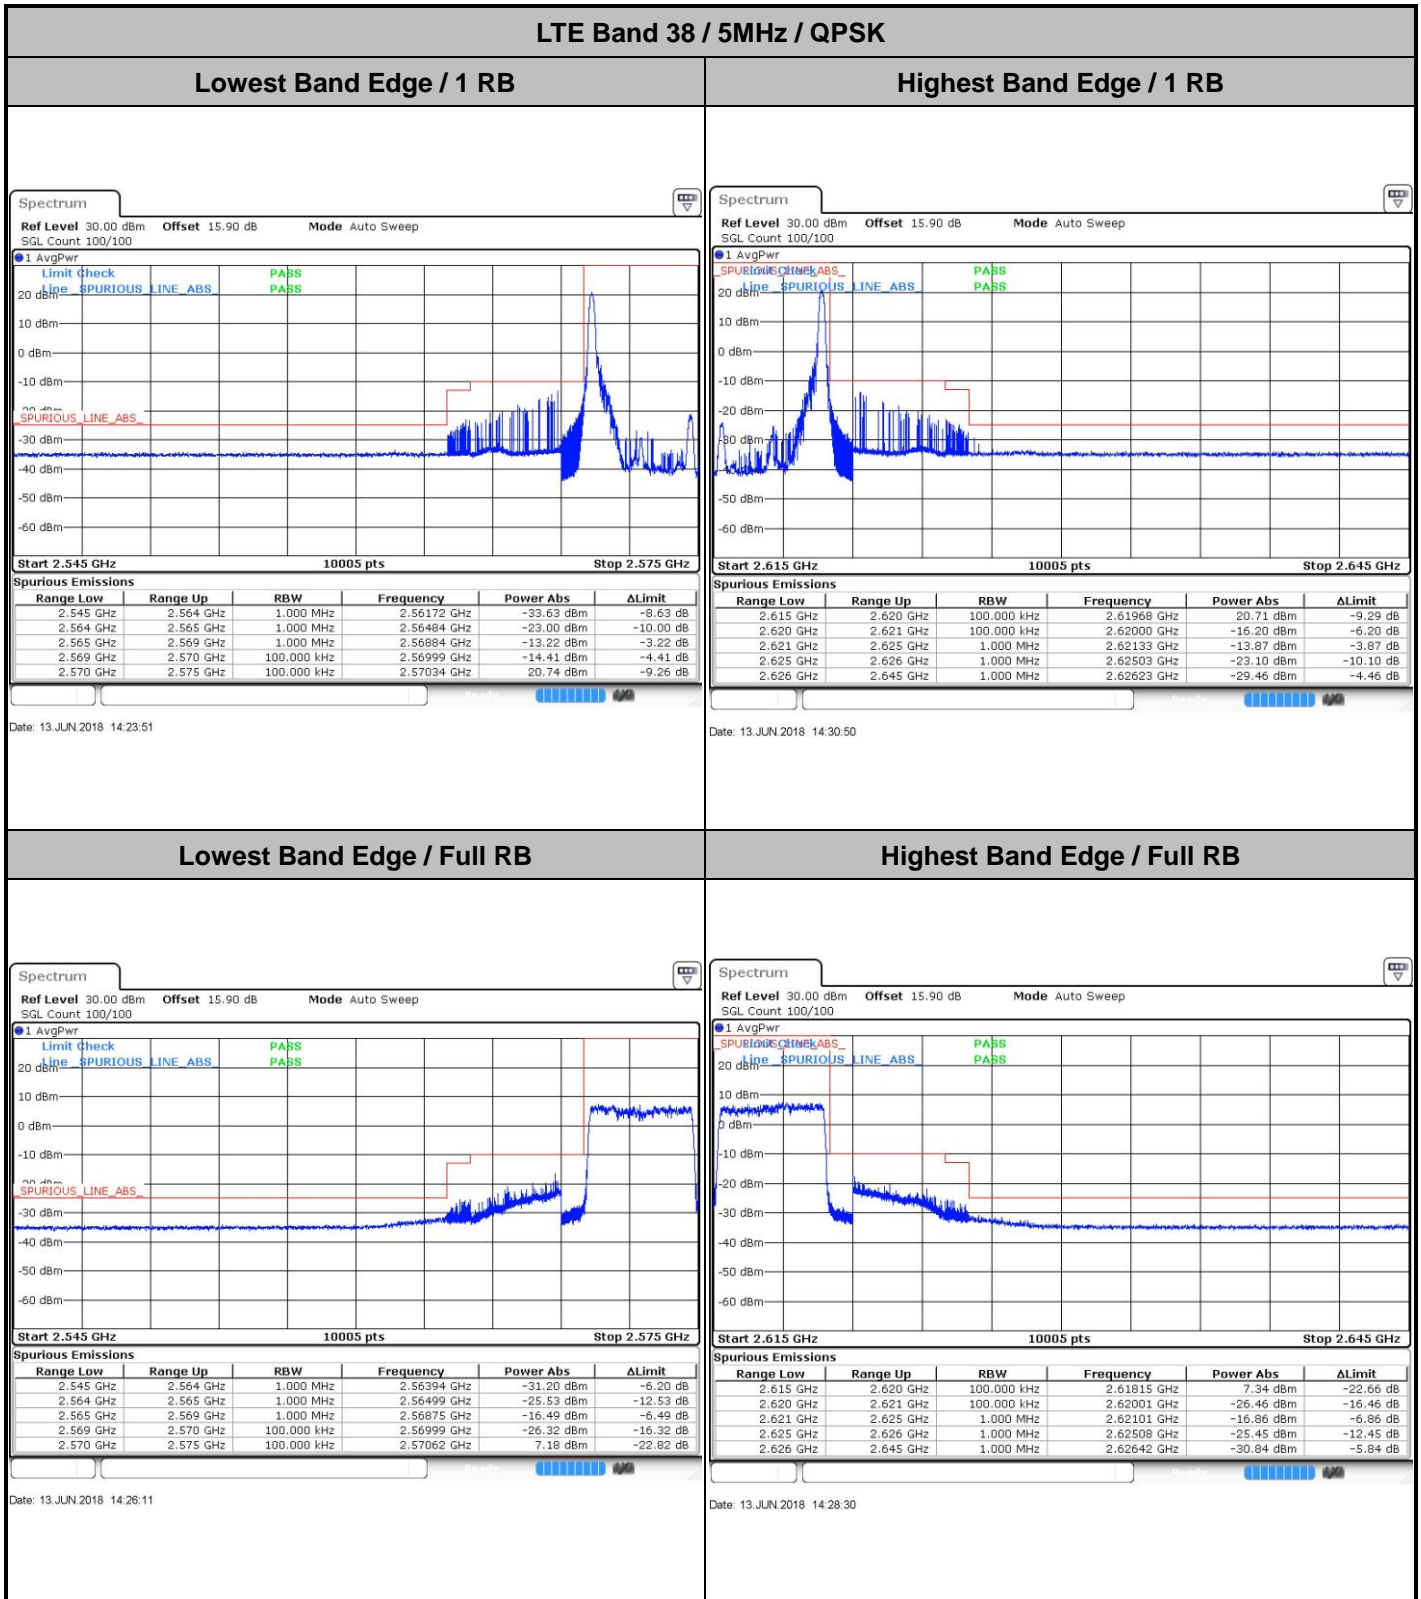 LTE Band 38 / 5MHz / QPSK
Lowest Band Edge / 1 RB
Highest Band Edge / 1 RB
Spectrum
Ref Level 30.00 dBm Offset 15.90 dB Mode Auto Sweep
SGL Count 100/100
1 AvgPwr
Limit Check PASS
Line _SPURIOUS_LINE_ABS_ PASS
20 dBm
10 dBm
0 dBm
-10 dBm
_SPURIOUS_LINE_ABS_
-30 dBm
-40 dBm
-50 dBm
-60 dBm
Start 2.545 GHz 10005 pts Stop 2.575 GHz
Spurious Emissions
Range Low Range Up RBW Frequency Power Abs ΔLimit
2.545 GHz 2.564 GHz 1.000 MHz 2.56172 GHz -33.63 dBm -8.63 dB
2.564 GHz 2.565 GHz 1.000 MHz 2.56484 GHz -23.00 dBm -10.00 dB
2.565 GHz 2.569 GHz 1.000 MHz 2.56884 GHz -13.22 dBm -3.22 dB
2.569 GHz 2.570 GHz 100.000 kHz 2.56999 GHz -14.41 dBm -4.41 dB
2.570 GHz 2.575 GHz 100.000 kHz 2.57034 GHz 20.74 dBm -9.26 dB
Date: 13.JUN.2018 14:23:51
Spectrum
Ref Level 30.00 dBm Offset 15.90 dB Mode Auto Sweep
SGL Count 100/100
1 AvgPwr
Limit Check PASS
Line _SPURIOUS_LINE_ABS_ PASS
20 dBm
10 dBm
0 dBm
-10 dBm
-20 dBm
-30 dBm
-50 dBm
-60 dBm
Start 2.615 GHz 10005 pts Stop 2.645 GHz
Spurious Emissions
Range Low Range Up RBW Frequency Power Abs ΔLimit
2.615 GHz 2.620 GHz 100.000 kHz 2.61968 GHz 20.71 dBm -9.29 dB
2.620 GHz 2.621 GHz 100.000 kHz 2.62000 GHz -16.20 dBm -6.20 dB
2.621 GHz 2.625 GHz 1.000 MHz 2.62133 GHz -13.87 dBm -3.87 dB
2.625 GHz 2.626 GHz 1.000 MHz 2.62503 GHz -23.10 dBm -10.10 dB
2.626 GHz 2.645 GHz 1.000 MHz 2.62623 GHz -29.46 dBm -4.46 dB
Date: 13.JUN.2018 14:30:50
Lowest Band Edge / Full RB
Highest Band Edge / Full RB
Spectrum
Ref Level 30.00 dBm Offset 15.90 dB Mode Auto Sweep
SGL Count 100/100
1 AvgPwr
Limit Check PASS
Line _SPURIOUS_LINE_ABS_ PASS
20 dBm
10 dBm
0 dBm
-10 dBm
_SPURIOUS_LINE_ABS_
-30 dBm
-40 dBm
-50 dBm
-60 dBm
Start 2.545 GHz 10005 pts Stop 2.575 GHz
Spurious Emissions
Range Low Range Up RBW Frequency Power Abs ΔLimit
2.545 GHz 2.564 GHz 1.000 MHz 2.56394 GHz -31.20 dBm -6.20 dB
2.564 GHz 2.565 GHz 1.000 MHz 2.56499 GHz -25.53 dBm -12.53 dB
2.565 GHz 2.569 GHz 1.000 MHz 2.56875 GHz -16.49 dBm -6.49 dB
2.569 GHz 2.570 GHz 100.000 kHz 2.56999 GHz -26.32 dBm -16.32 dB
2.570 GHz 2.575 GHz 100.000 kHz 2.57062 GHz 7.18 dBm -22.82 dB
Date: 13.JUN.2018 14:26:11
Spectrum
Ref Level 30.00 dBm Offset 15.90 dB Mode Auto Sweep
SGL Count 100/100
1 AvgPwr
Limit Check PASS
Line _SPURIOUS_LINE_ABS_ PASS
20 dBm
10 dBm
0 dBm
-10 dBm
-20 dBm
-30 dBm
-40 dBm
-50 dBm
-60 dBm
Start 2.615 GHz 10005 pts Stop 2.645 GHz
Spurious Emissions
Range Low Range Up RBW Frequency Power Abs ΔLimit
2.615 GHz 2.620 GHz 100.000 kHz 2.61815 GHz 7.34 dBm -22.66 dB
2.620 GHz 2.621 GHz 100.000 kHz 2.62001 GHz -26.46 dBm -16.46 dB
2.621 GHz 2.625 GHz 1.000 MHz 2.62101 GHz -16.86 dBm -6.86 dB
2.625 GHz 2.626 GHz 1.000 MHz 2.62508 GHz -25.45 dBm -12.45 dB
2.626 GHz 2.645 GHz 1.000 MHz 2.62642 GHz -30.84 dBm -5.84 dB
Date: 13.JUN.2018 14:28:30